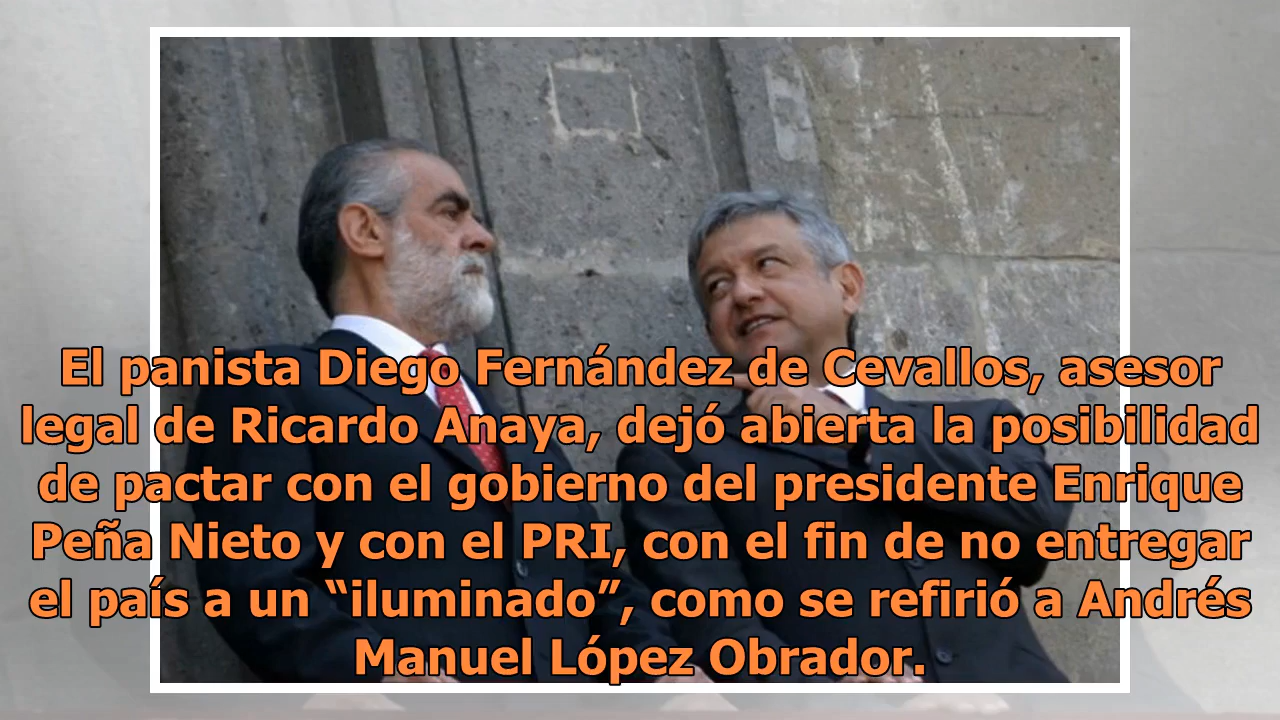 El panista Diego Fernández de Cevallos, asesor
legal de Ricardo Anaya, dejó abierta la posibilidad
de pactar con el gobierno del presidente Enrique
Peña Nieto y con el PRI, con el fin de no entregar
el país a un “iluminado”, como se refirió a Andrés
Manuel López Obrador.